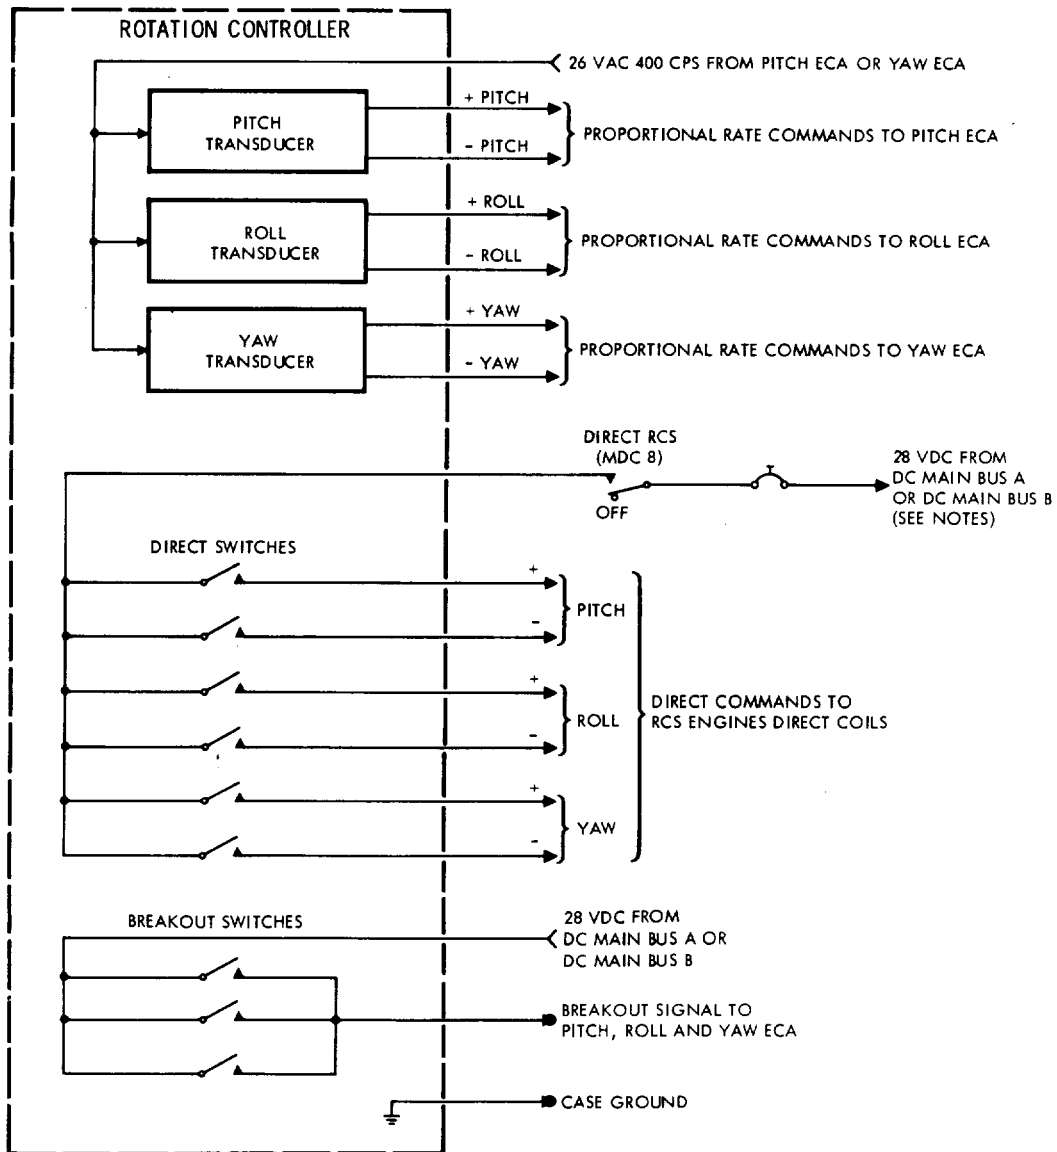 ROTATION CONTROLLER
26 VAC 400 CPS FROM PITCH ECA OR YAW ECA
PITCH
TRANSDUCER
+ PITCH
- PITCH
PROPORTIONAL RATE COMMANDS TO PITCH ECA
ROLL
TRANSDUCER
+ ROLL
- ROLL
PROPORTIONAL RATE COMMANDS TO ROLL ECA
YAW
TRANSDUCER
+ YAW
- YAW
PROPORTIONAL RATE COMMANDS TO YAW ECA
DIRECT RCS
(MDC 8)
OFF
28 VDC FROM
DC MAIN BUS A
OR DC MAIN BUS B
(SEE NOTES)
DIRECT SWITCHES
+
-
PITCH
+
-
ROLL
+
-
YAW
DIRECT COMMANDS TO
RCS ENGINES DIRECT COILS
BREAKOUT SWITCHES
28 VDC FROM
DC MAIN BUS A OR
DC MAIN BUS B
BREAKOUT SIGNAL TO
PITCH, ROLL AND YAW ECA
CASE GROUND